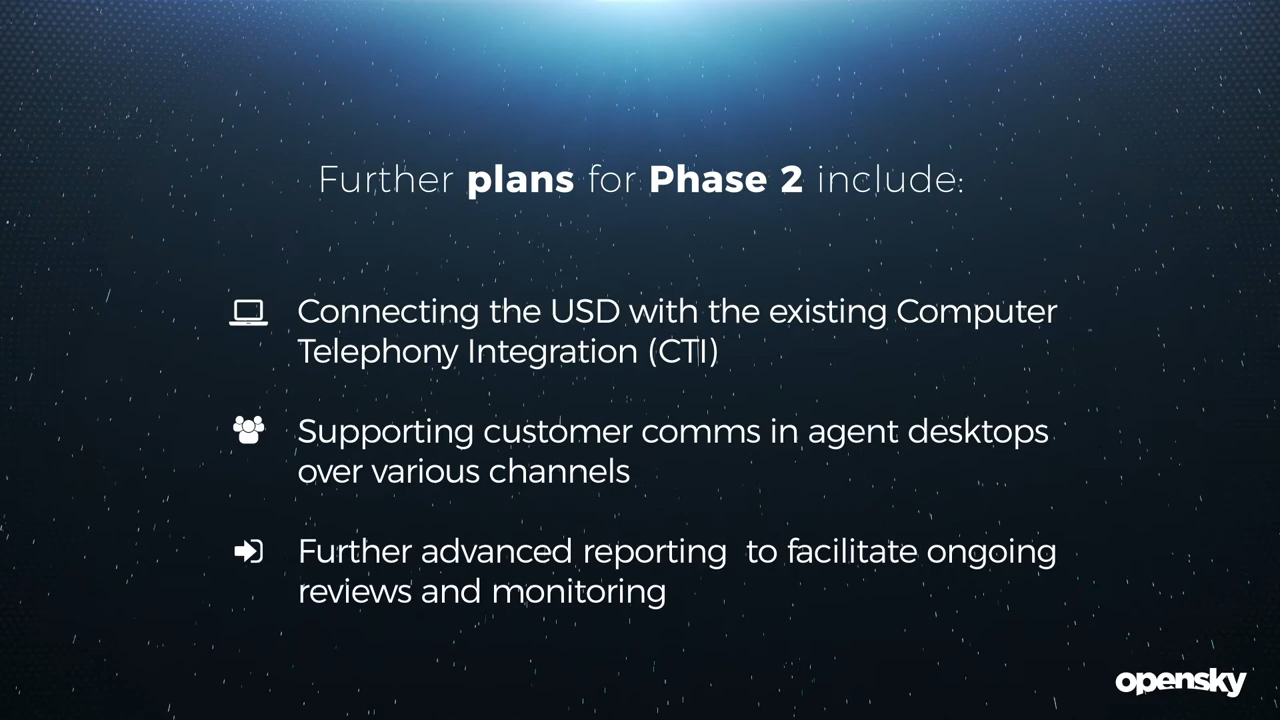 Further plans for Phase 2 include:
Connecting the USD with the existing Computer
Telephony Integration (CTI)
Supporting customer comms in agent desktops
over various channels
Further advanced reporting  to facilitate ongoing
reviews and monitoring
opensky